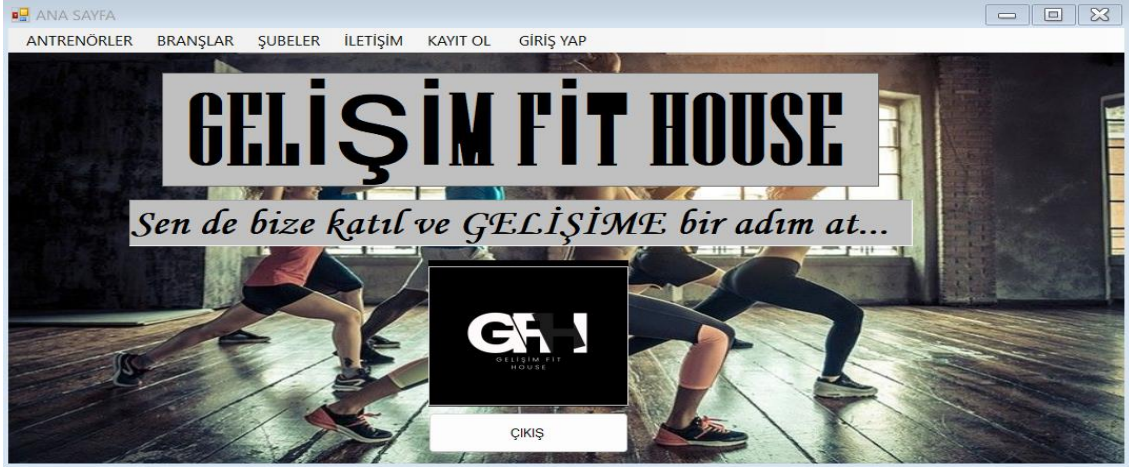 ANA SAYFA
ANTRENÖRLER BRANŞLAR ŞUBELER İLETİŞİM KAYIT OL GİRİŞ YAP
GELİŞİM FİT HOUSE
Sen de bize katıl ve GELİŞİME bir adım at...
GFH
GELİŞİM FIT
HOUSE
ÇIKIŞ